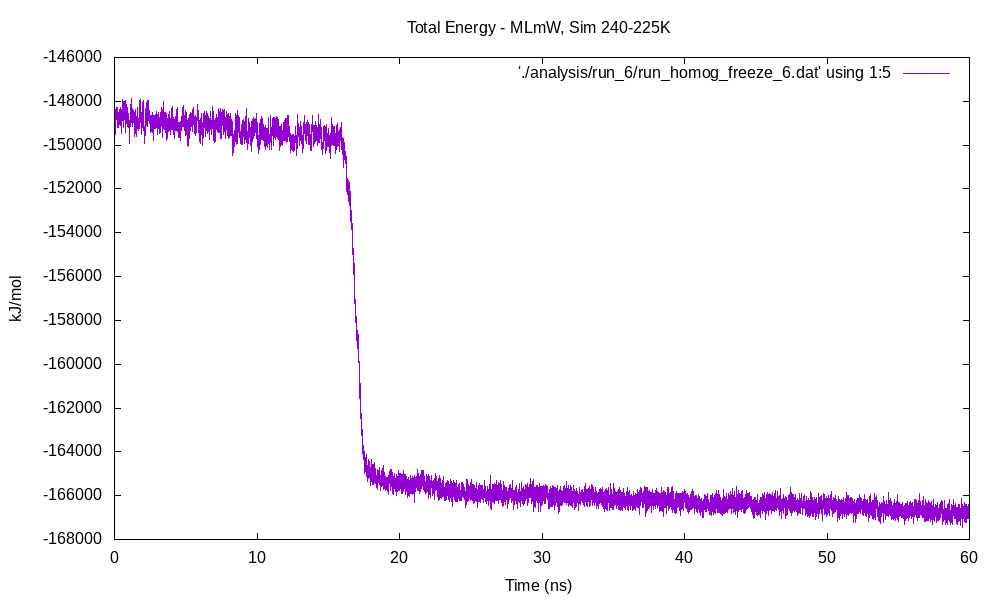 Total Energy - MLmW, Sim 240-225K
'./analysis/run_6/run_homog_freeze_6.dat' using 1:5
-146000
-148000
-150000
-152000
-154000
-156000
-158000
-160000
-162000
-164000
-166000
-168000
kJ/mol
0 10 20 30 40 50 60
Time (ns)